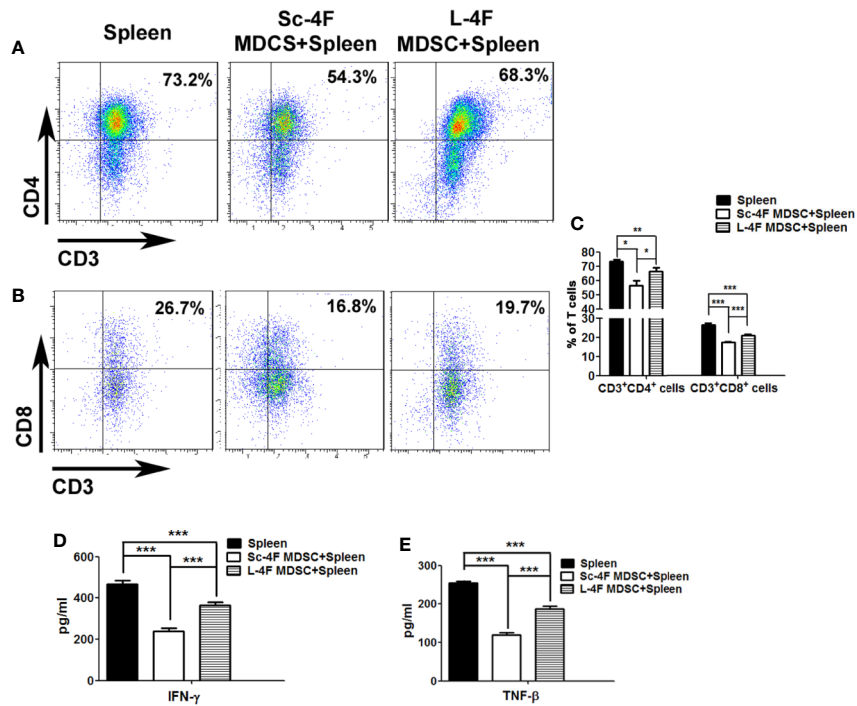 A
Spleen
Sc-4F
MDCS+Spleen
L-4F
MDSC+Spleen
73.2%
54.3%
68.3%
CD4
CD3
B
26.7%
16.8%
19.7%
CD8
CD3
C
Spleen
Sc-4F MDSC+Spleen
L-4F MDSC+Spleen
% of T cells
80
70
60
50
40
30
20
10
0
**
*
*
***
***
***
CD3+CD4+ cells
CD3+CD8+ cells
D
Spleen
Sc-4F MDSC+Spleen
L-4F MDSC+Spleen
***
***
***
pg/ml
600
400
200
0
IFN-γ
E
Spleen
Sc-4F MDSC+Spleen
L-4F MDSC+Spleen
***
***
***
pg/ml
300
200
100
0
TNF-β